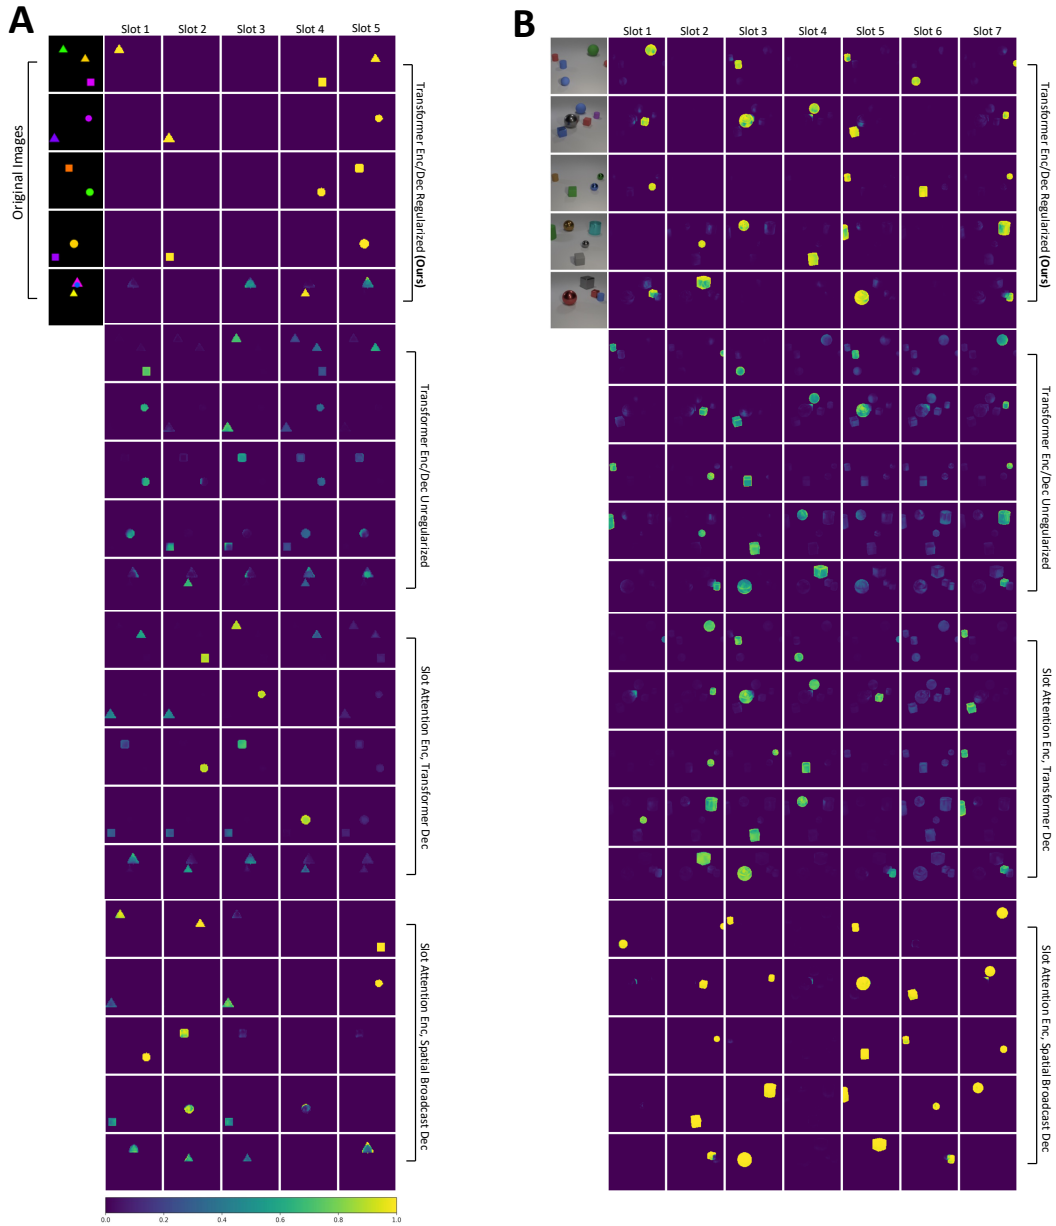 A
Slot 1 Slot 2 Slot 3 Slot 4 Slot 5
Original Images
Transformer Enc/Dec Regularized (Ours)
Transformer Enc/Dec Unregularized
Slot Attention Enc, Transformer Dec
Slot Attention Enc, Spatial Broadcast Dec
0.0 0.2 0.4 0.6 0.8 1.0
B
Slot 1 Slot 2 Slot 3 Slot 4 Slot 5 Slot 6 Slot 7
Transformer Enc/Dec Regularized (Ours)
Transformer Enc/Dec Unregularized
Slot Attention Enc, Transformer Dec
Slot Attention Enc, Spatial Broadcast Dec